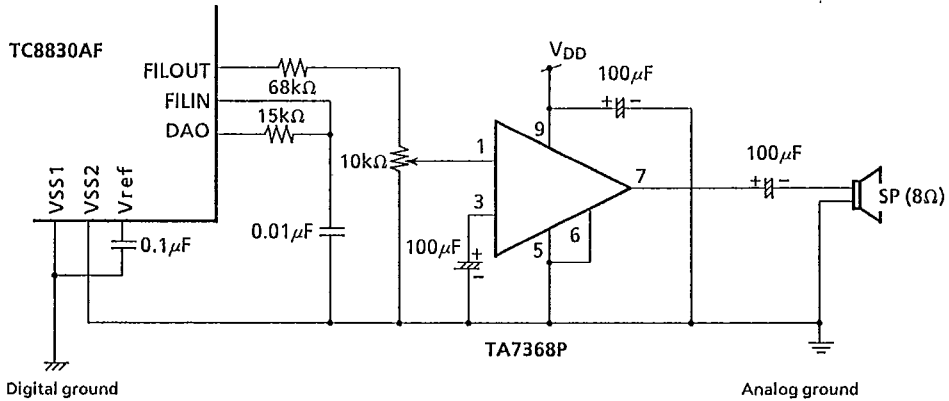 TC8830AF
FILOUT
68kΩ
FILIN
15kΩ
DAO
VSS1
VSS2
Vref
0.1μF
0.01μF
10kΩ
100μF
+
-
1
3
9
5
6
7
VDD
100μF
+ -
100μF
+ -
SP (8Ω)
TA7368P
Digital ground
Analog ground